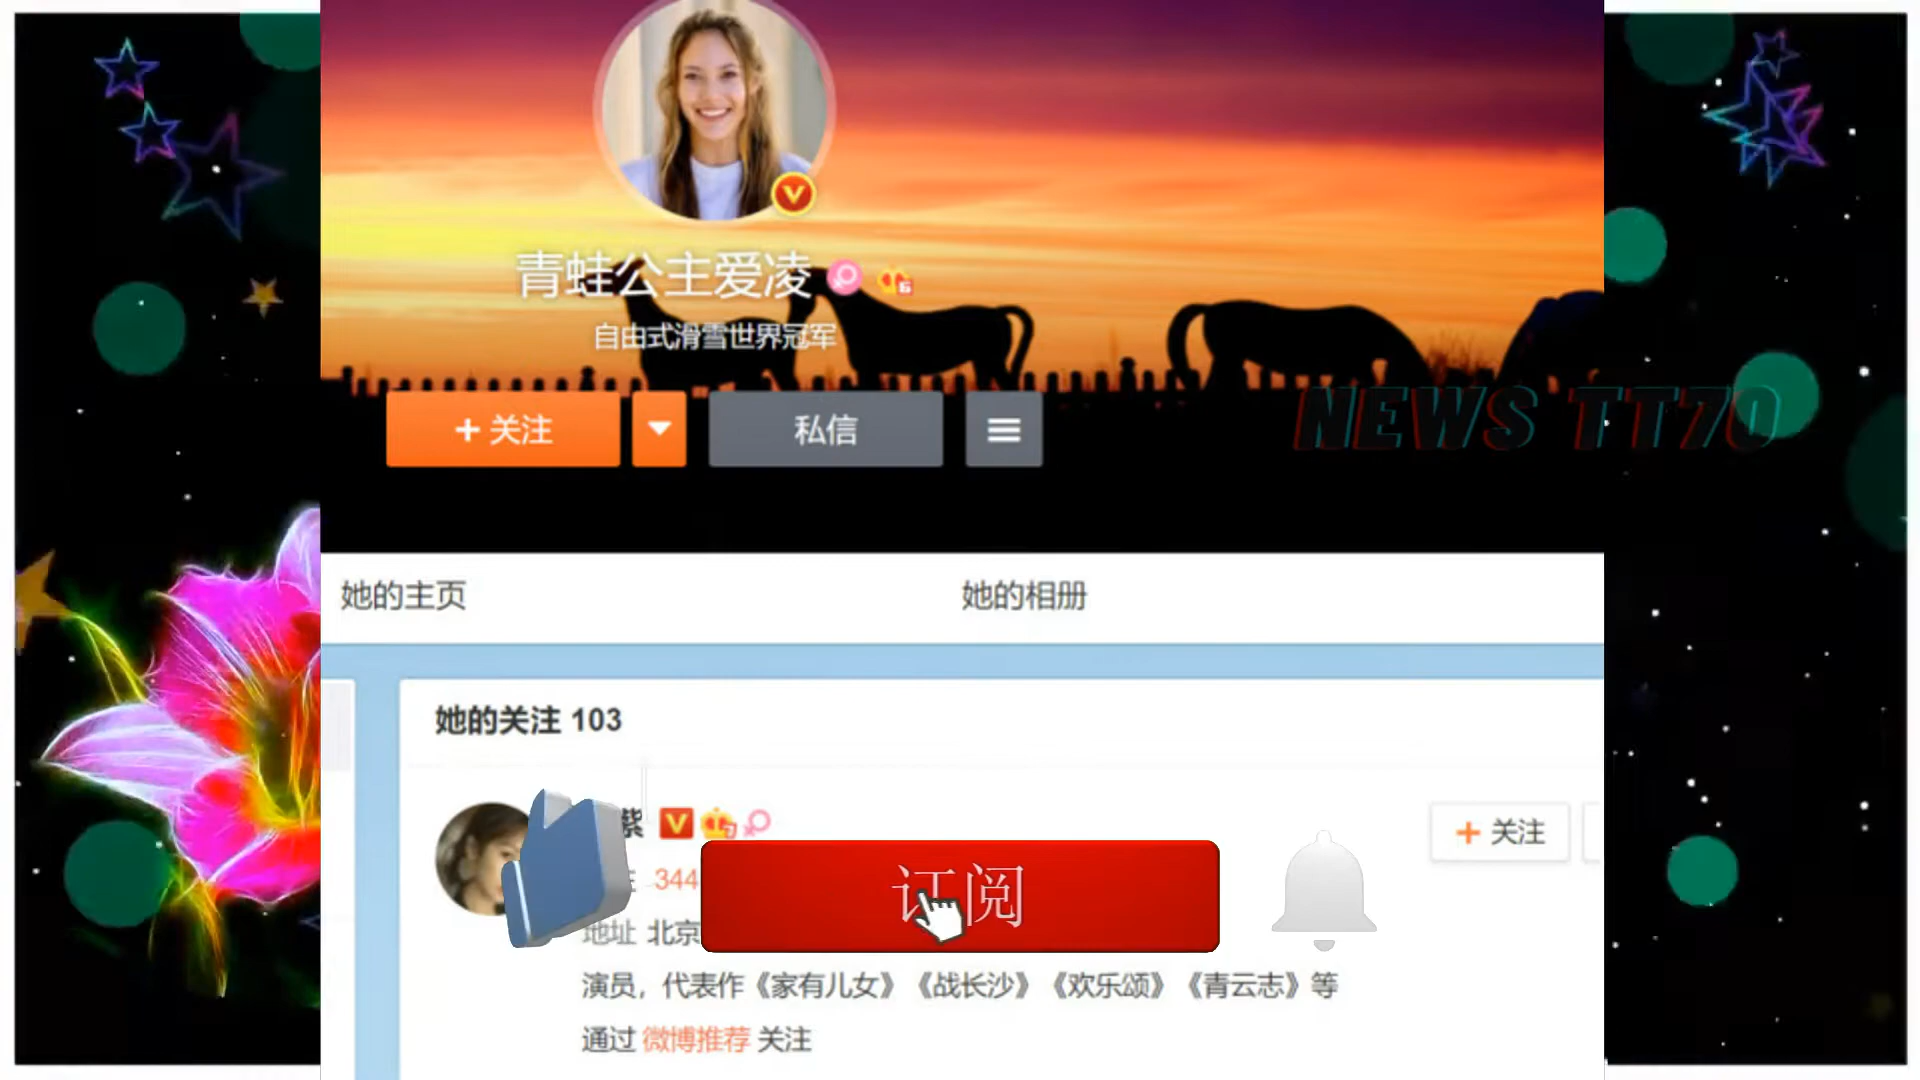 青蛙公主爱凌
自由式滑雪世界冠军
+ 关注
私信
NEWS TT70
她的主页
她的相册
她的关注 103
紫
+ 关注
344
订阅
地址 北京
演员，代表作《家有儿女》《战长沙》《欢乐颂》《青云志》等
通过 微博推荐 关注